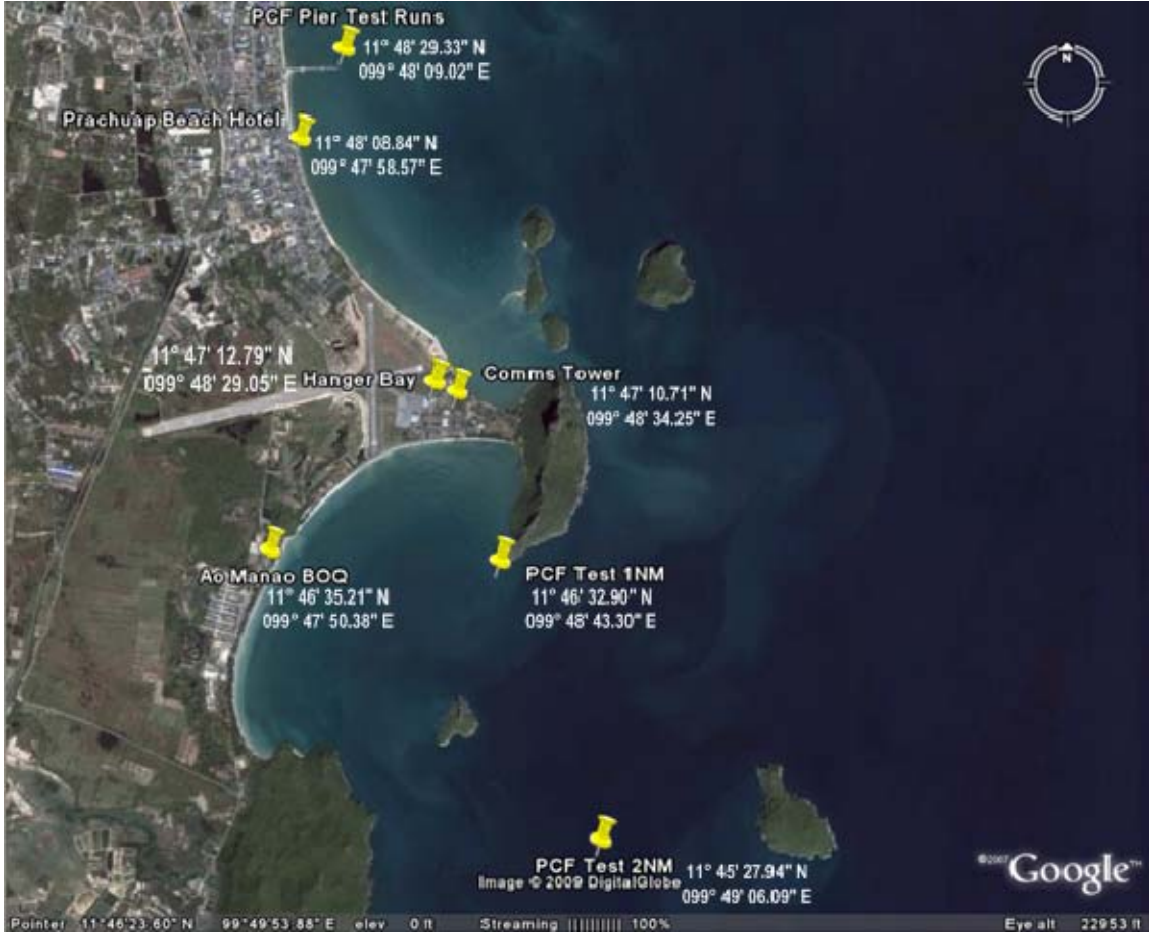 PCF Pier Test Runs
11° 48' 29.33" N
099° 48' 09.02" E
N
Prachuap Beach Hotel
11° 48' 08.84" N
099° 47' 58.57" E
11° 47' 12.79" N
099° 48' 29.05" E
Hanger Bay
Comms Tower
11° 47' 10.71" N
099° 48' 34.25" E
Ao Manao BOQ
11° 46' 35.21" N
099° 47' 50.38" E
PCF Test 1NM
11° 46' 32.90" N
099° 48' 43.30" E
PCF Test 2NM
Image © 2009 DigitalGlobe
11° 45' 27.94" N
099° 49' 06.09" E
©2007 Google™
Pointer 11°46'23.60" N 99°49'53.88" E elev 0 ft Streaming ||||||||| 100% Eye alt 22953 ft